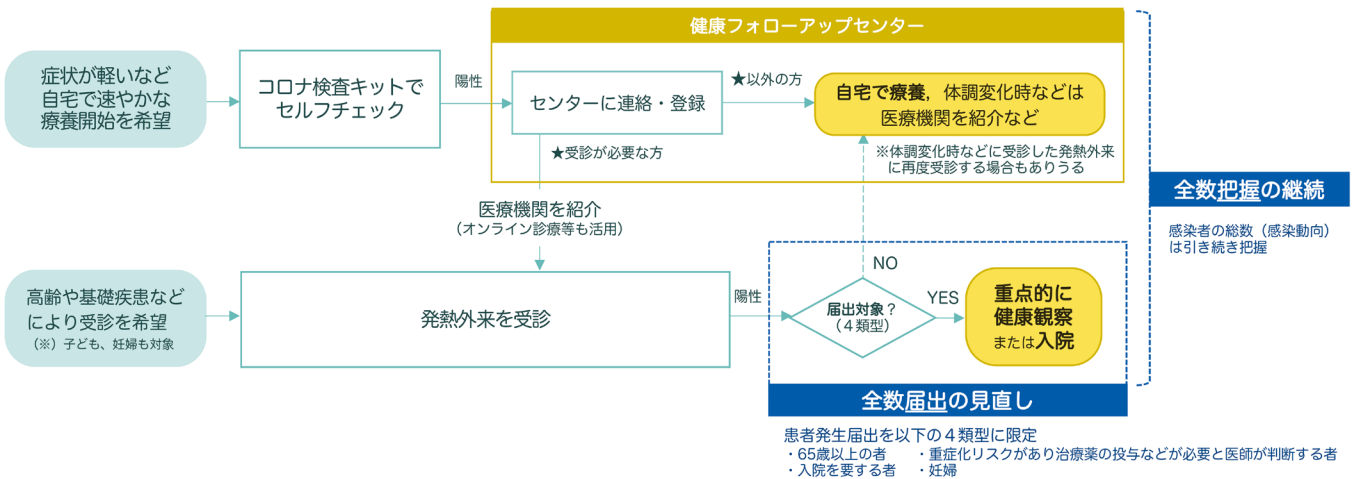 健康フォローアップセンター
症状が軽いなど
自宅で速やかな
療養開始を希望
コロナ検査キットで
セルフチェック
陽性
センターに連絡・登録
★以外の方
自宅で療養，体調変化時などは
医療機関を紹介など
★受診が必要な方
※体調変化時などに受診した発熱外来
に再度受診する場合もありうる
医療機関を紹介
（オンライン診療等も活用）
全数把握の継続
感染者の総数（感染動向）
は引き続き把握
高齢や基礎疾患など
により受診を希望
（※）子ども、妊婦も対象
発熱外来を受診
陽性
届出対象？
（４類型）
NO
YES
重点的に
健康観察
または入院
全数届出の見直し
患者発生届出を以下の４類型に限定
・65歳以上の者　・重症化リスクがあり治療薬の投与などが必要と医師が判断する者
・入院を要する者　・妊婦